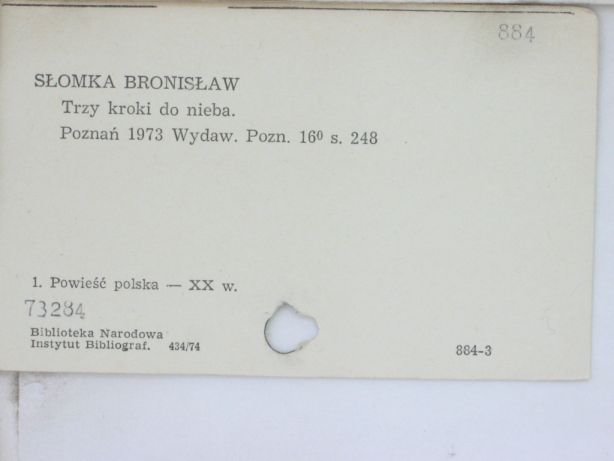 884
SŁOMKA BRONISŁAW
Trzy kroki do nieba.
Poznań 1973 Wydaw. Pozn. 16⁰ s. 248
1. Powieść polska — XX w.
73284
Biblioteka Narodowa
Instytut Bibliograf. 434/74
884-3